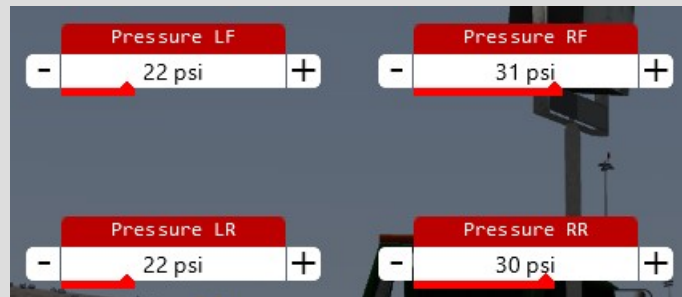 Pressure LF
- 22 psi +
Pressure RF
- 31 psi +
Pressure LR
- 22 psi +
Pressure RR
- 30 psi +